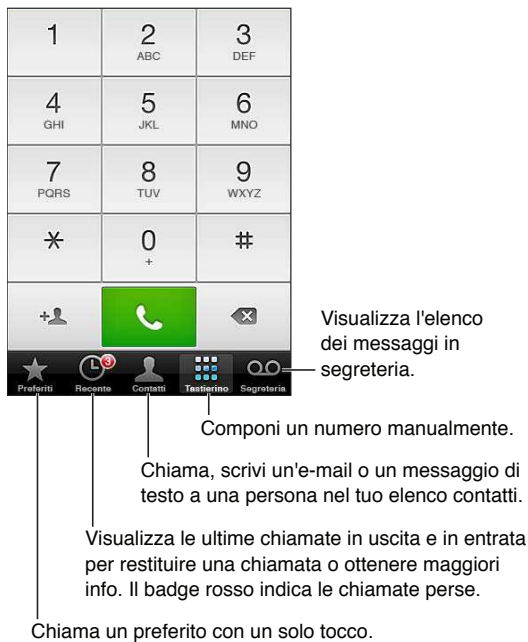 1 2 3
ABC DEF
4 5 6
GHI JKL MNO
7 8 9
PQRS TUV WXYZ
* 0 #
+
+
3
Preferiti Recente Contatti Tastierino Segreteria
Visualizza l'elenco
dei messaggi in
segreteria.
Componi un numero manualmente.
Chiama, scrivi un'e-mail o un messaggio di
testo a una persona nel tuo elenco contatti.
Visualizza le ultime chiamate in uscita e in entrata
per restituire una chiamata o ottenere maggiori
info. Il badge rosso indica le chiamate perse.
Chiama un preferito con un solo tocco.